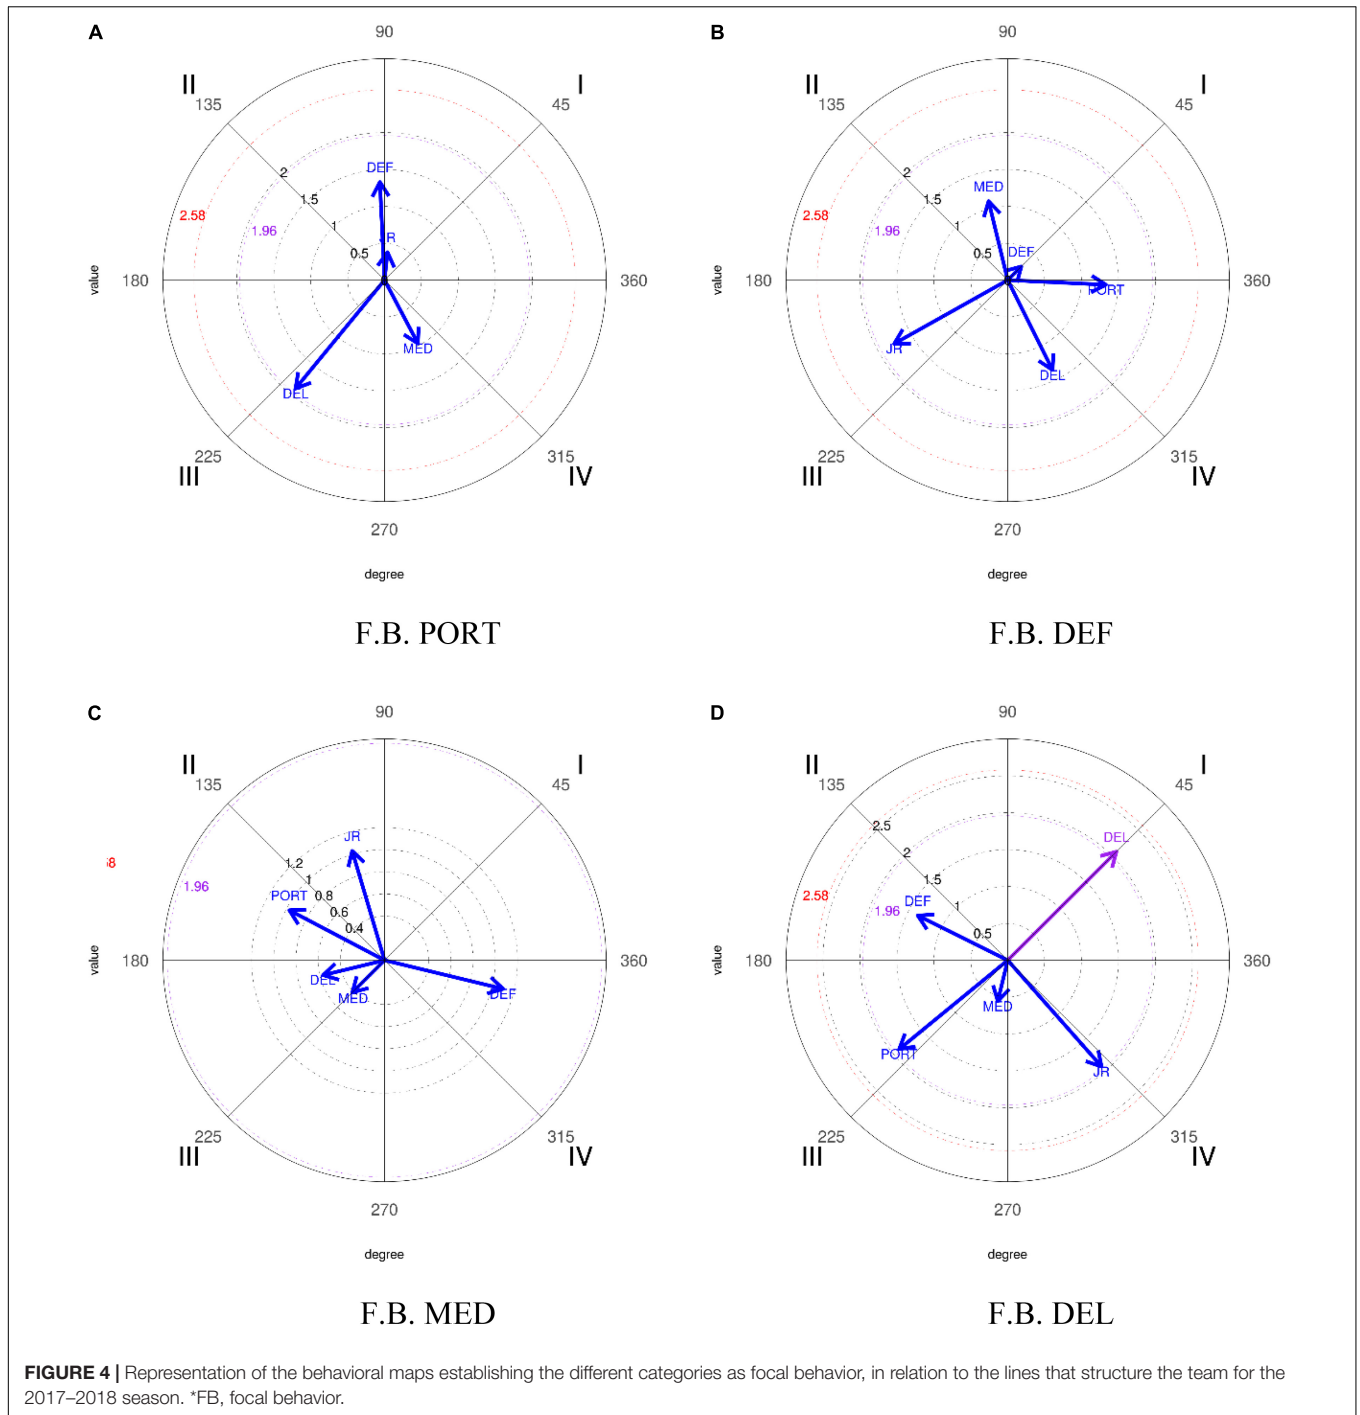 A
90
II
I
135
45
DEF
2
1.5
2.58
1.96
1
JR
0.5
180
360
value
MED
DEL
225
315
III
IV
270
degree
F.B. PORT
B
90
II
I
135
45
2
MED
1.5
2.58
1.96
1
DEF
0.5
180
360
value
PORT
JR
DEL
225
315
III
IV
270
degree
F.B. DEF
C
90
II
I
135
45
JR
1.2
1
58
1.96
PORT
0.8
0.6
0.4
180
360
value
DEL
MED
DEF
225
315
III
IV
270
degree
F.B. MED
D
90
II
I
135
45
2.5
DEL
2
1.5
2.58
DEF
1.96
1
0.5
180
360
value
MED
PORT
JR
225
315
III
IV
270
degree
F.B. DEL
FIGURE 4 | Representation of the behavioral maps establishing the different categories as focal behavior, in relation to the lines that structure the team for the
2017–2018 season. *FB, focal behavior.